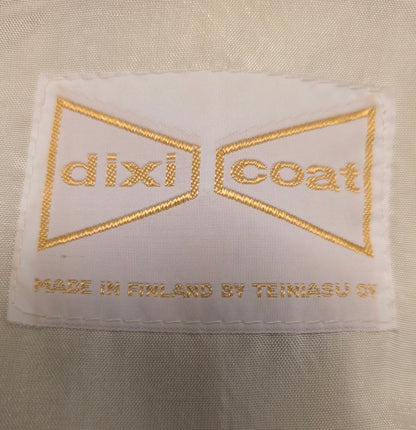 dixi coat
MADE IN FINLAND BY TEINIASU OY